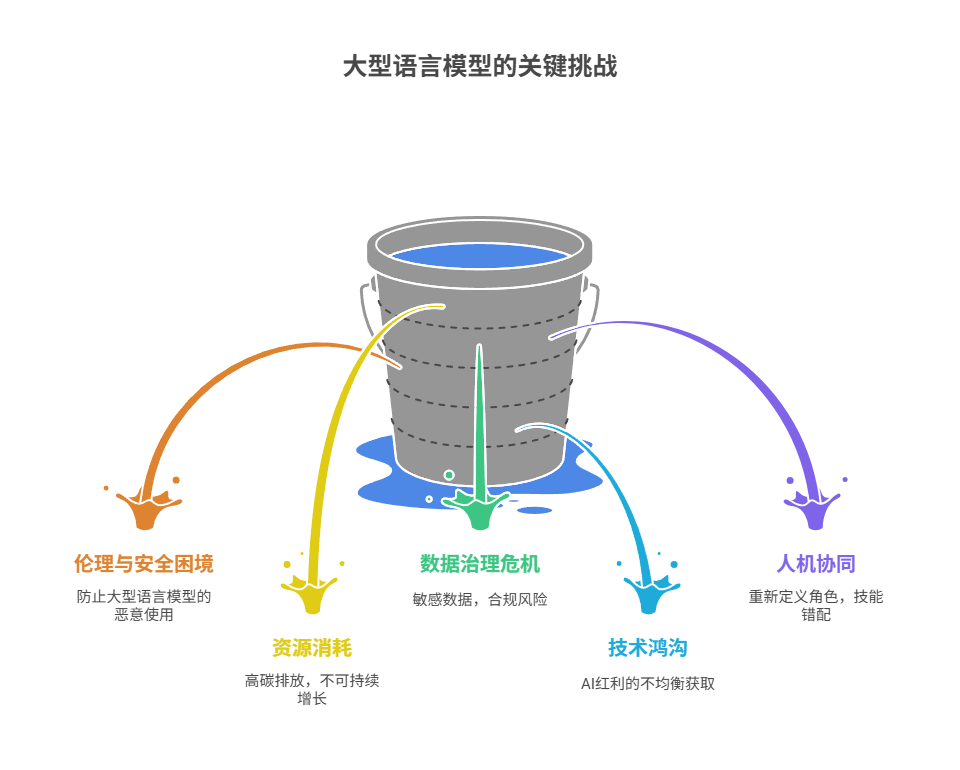 大型语言模型的关键挑战
伦理与安全困境
防止大型语言模型的
恶意使用
资源消耗
高碳排放，不可持续
增长
数据治理危机
敏感数据，合规风险
技术鸿沟
AI红利的不均衡获取
人机协同
重新定义角色，技能
错配